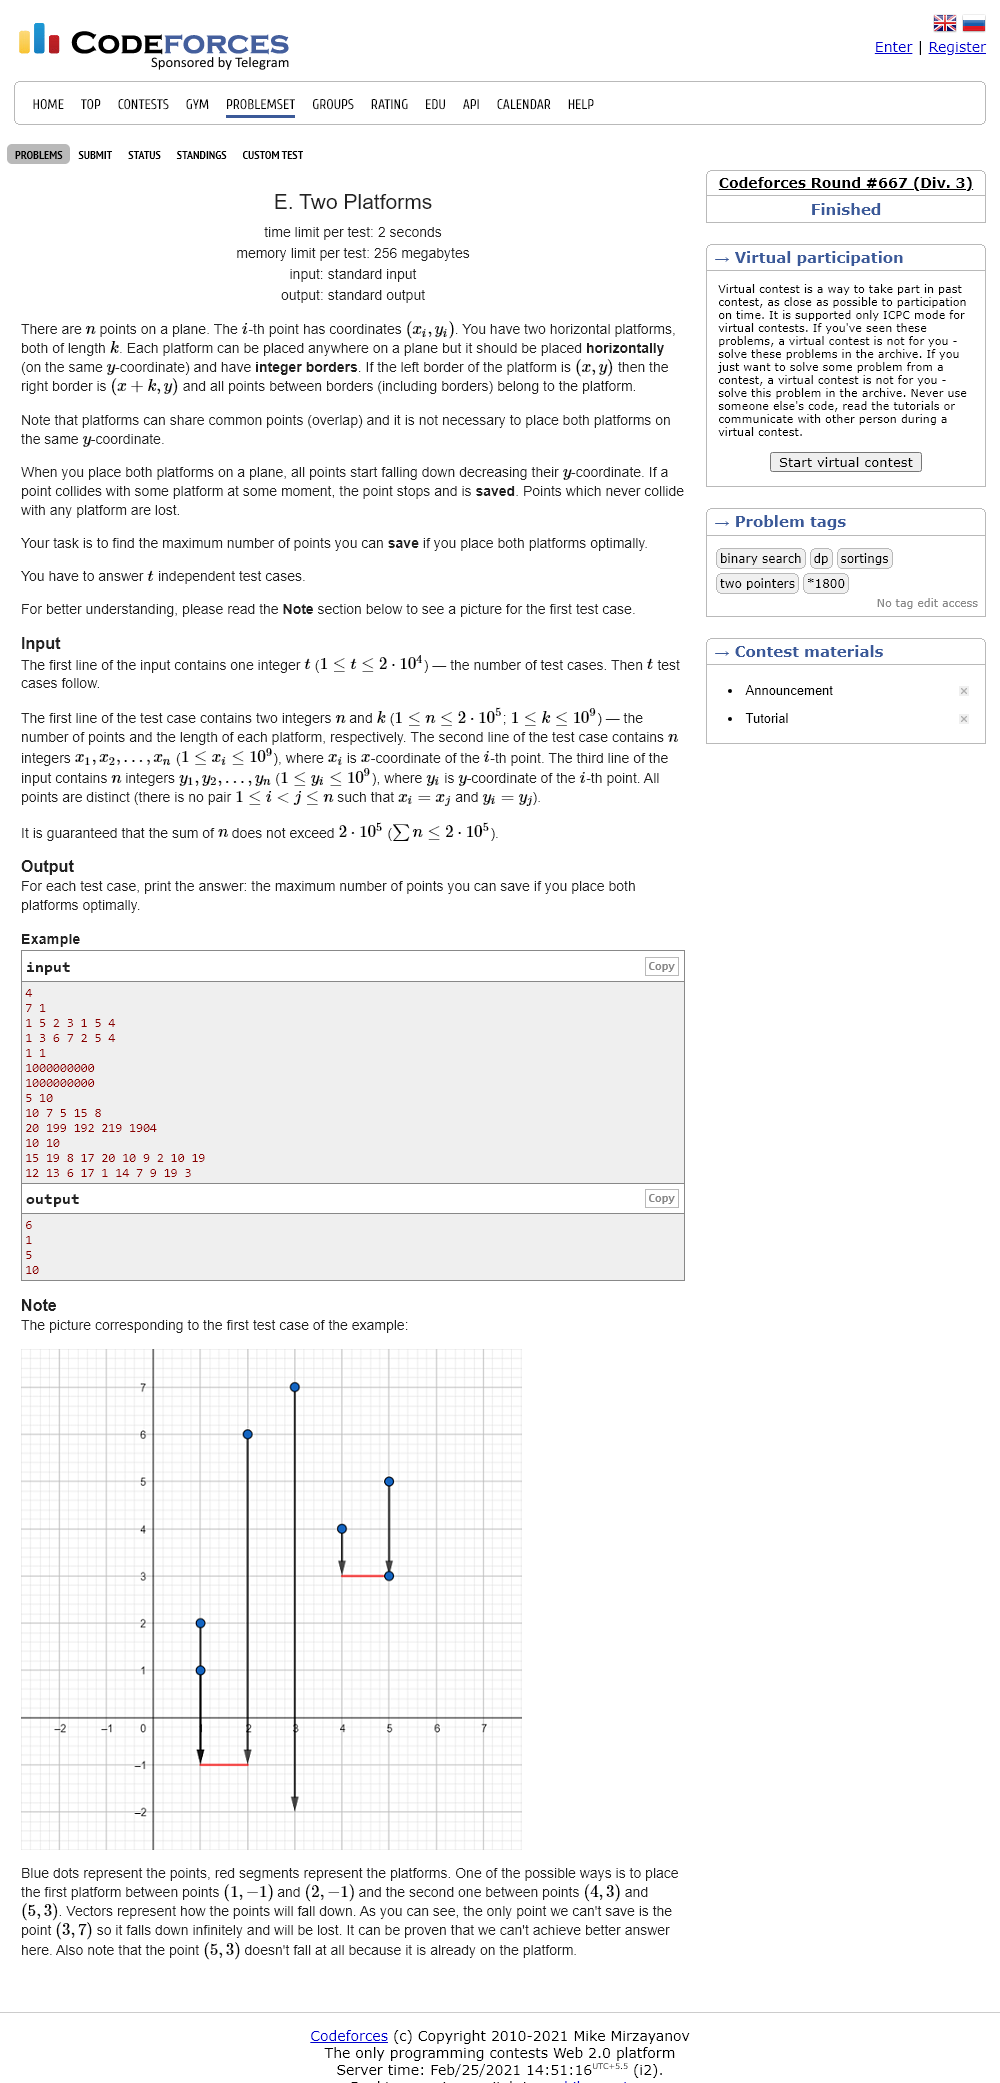 CODEFORCES
Sponsored by Telegram
Enter | Register
HOME TOP CONTESTS GYM PROBLEMSET GROUPS RATING EDU API CALENDAR HELP
PROBLEMS SUBMIT STATUS STANDINGS CUSTOM TEST
E. Two Platforms
time limit per test: 2 seconds
memory limit per test: 256 megabytes
input: standard input
output: standard output
There are n points on a plane. The i-th point has coordinates (x_i, y_i). You have two horizontal platforms,
both of length k. Each platform can be placed anywhere on a plane but it should be placed horizontally
(on the same y-coordinate) and have integer borders. If the left border of the platform is (x, y) then the
right border is (x + k, y) and all points between borders (including borders) belong to the platform.
Note that platforms can share common points (overlap) and it is not necessary to place both platforms on
the same y-coordinate.
When you place both platforms on a plane, all points start falling down decreasing their y-coordinate. If a
point collides with some platform at some moment, the point stops and is saved. Points which never collide
with any platform are lost.
Your task is to find the maximum number of points you can save if you place both platforms optimally.
You have to answer t independent test cases.
For better understanding, please read the Note section below to see a picture for the first test case.
Input
The first line of the input contains one integer t (1 ≤ t ≤ 2 · 10^4) — the number of test cases. Then t test
cases follow.
The first line of the test case contains two integers n and k (1 ≤ n ≤ 2 · 10^5; 1 ≤ k ≤ 10^9) — the
number of points and the length of each platform, respectively. The second line of the test case contains n
integers x_1, x_2, . . . , x_n (1 ≤ x_i ≤ 10^9), where x_i is x-coordinate of the i-th point. The third line of the
input contains n integers y_1, y_2, . . . , y_n (1 ≤ y_i ≤ 10^9), where y_i is y-coordinate of the i-th point. All
points are distinct (there is no pair 1 ≤ i < j ≤ n such that x_i = x_j and y_i = y_j).
It is guaranteed that the sum of n does not exceed 2 · 10^5 (∑ n ≤ 2 · 10^5).
Output
For each test case, print the answer: the maximum number of points you can save if you place both
platforms optimally.
Example
input Copy
4
7 1
1 5 2 3 1 5 4
1 3 6 7 2 5 4
1 1
1000000000
1000000000
5 10
10 7 5 15 8
20 199 192 219 1904
10 10
15 19 8 17 20 10 9 2 10 19
12 13 6 17 1 14 7 9 19 3
output Copy
6
1
5
10
Note
The picture corresponding to the first test case of the example:
7
6
5
4
3
2
1
−2 −1 0 1 2 3 4 5 6 7
−1
−2
Blue dots represent the points, red segments represent the platforms. One of the possible ways is to place
the first platform between points (1, −1) and (2, −1) and the second one between points (4, 3) and
(5, 3). Vectors represent how the points will fall down. As you can see, the only point we can't save is the
point (3, 7) so it falls down infinitely and will be lost. It can be proven that we can't achieve better answer
here. Also note that the point (5, 3) doesn't fall at all because it is already on the platform.
Codeforces Round #667 (Div. 3)
Finished
→ Virtual participation
Virtual contest is a way to take part in past
contest, as close as possible to participation
on time. It is supported only ICPC mode for
virtual contests. If you've seen these
problems, a virtual contest is not for you -
solve these problems in the archive. If you
just want to solve some problem from a
contest, a virtual contest is not for you -
solve this problem in the archive. Never use
someone else's code, read the tutorials or
communicate with other person during a
virtual contest.
Start virtual contest
→ Problem tags
binary search dp sortings
two pointers *1800
No tag edit access
→ Contest materials
Announcement
Tutorial
Codeforces (c) Copyright 2010-2021 Mike Mirzayanov
The only programming contests Web 2.0 platform
Server time: Feb/25/2021 14:51:16 UTC+5.5 (i2).